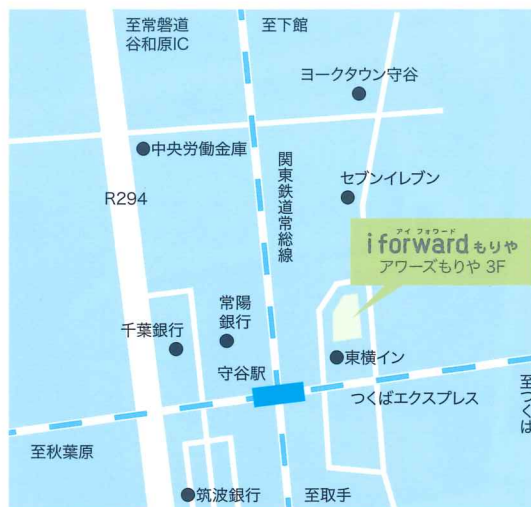 至常磐道
谷和原IC
至下館
ヨークタウン守谷
中央労働金庫
関東鉄道常総線
セブンイレブン
R294
アイ フォワード
i forward もりや
アワーズもりや 3F
常陽
銀行
千葉銀行
東横イン
守谷駅
つくばエクスプレス
至つくば
至秋葉原
筑波銀行
至取手